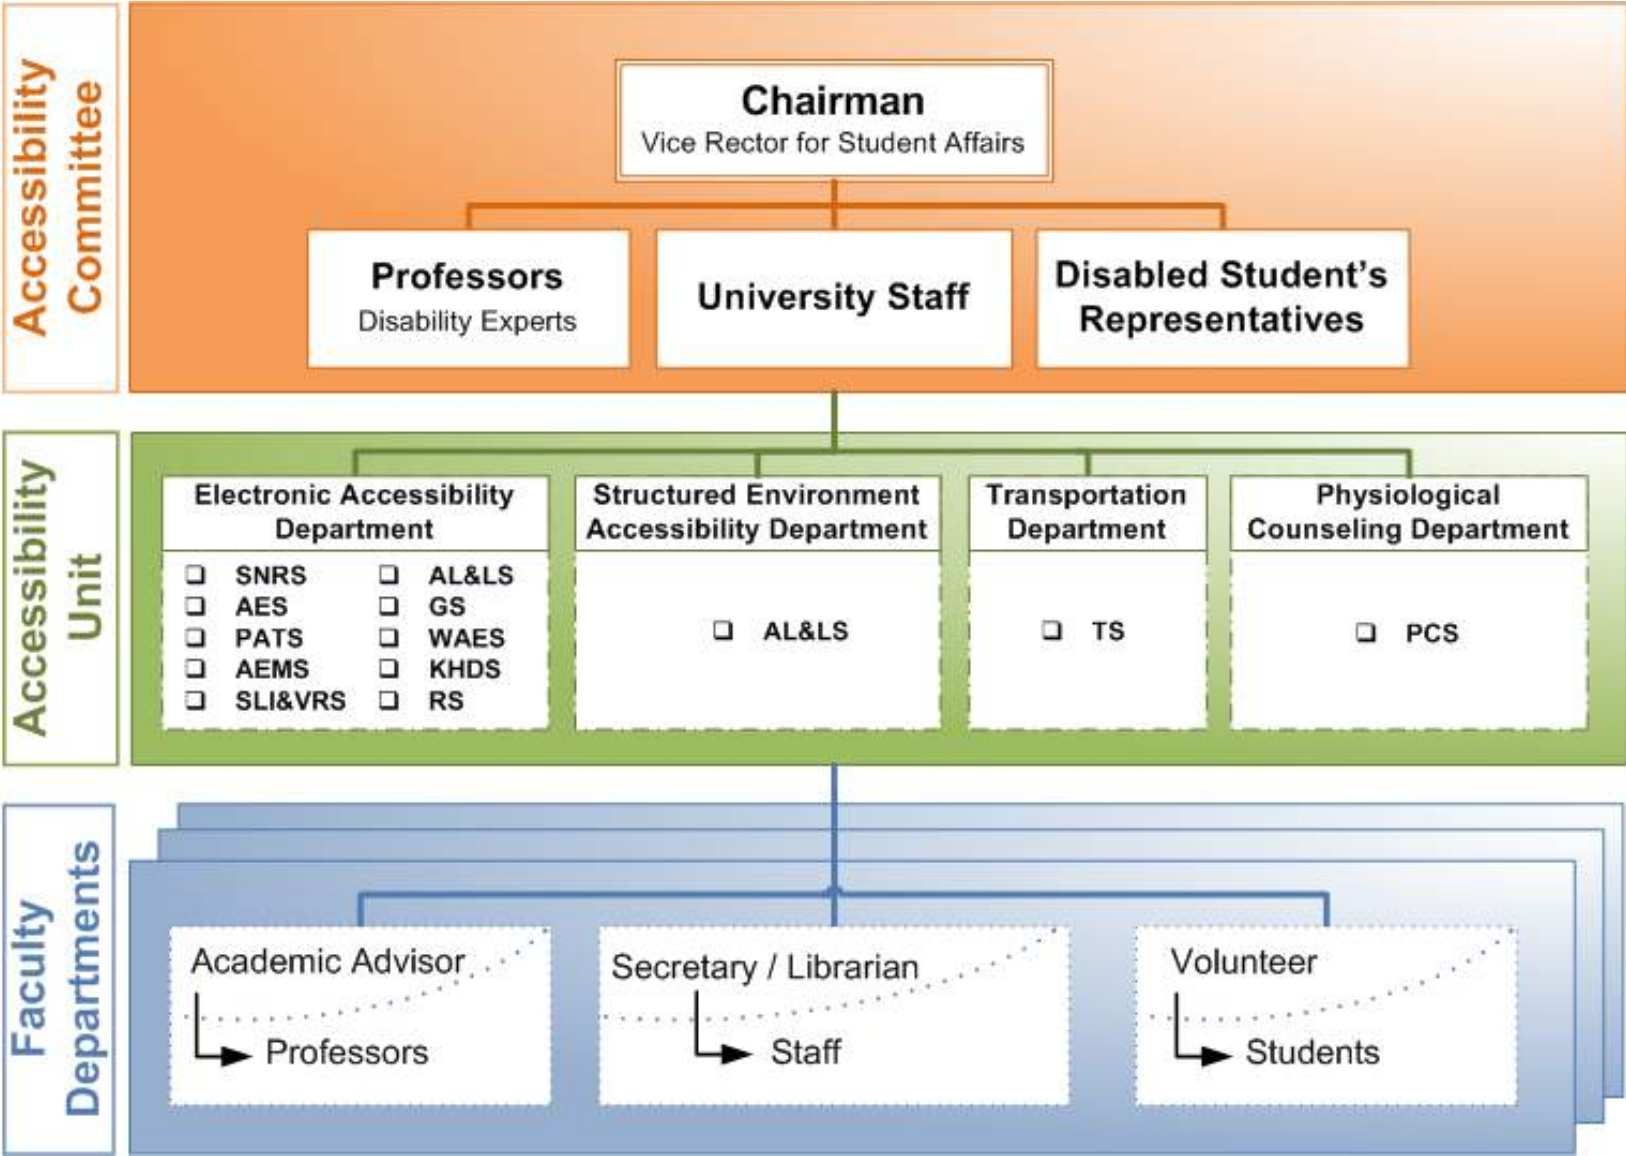 Accessibility
Committee
Chairman
Vice Rector for Student Affairs
Professors
Disability Experts
University Staff
Disabled Student’s
Representatives
Accessibility
Unit
Electronic Accessibility
Department
SNRS
AES
PATS
AEMS
SLI&VRS
AL&LS
GS
WAES
KHDS
RS
Structured Environment
Accessibility Department
AL&LS
Transportation
Department
TS
Physiological
Counseling Department
PCS
Faculty
Departments
Academic Advisor
Professors
Secretary / Librarian
Staff
Volunteer
Students